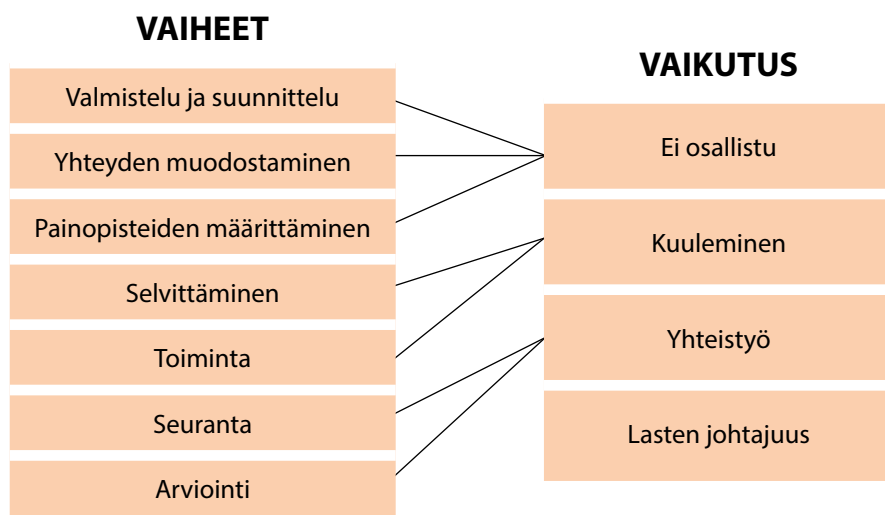 VAIHEET
Valmistelu ja suunnittelu
Yhteyden muodostaminen
Painopisteiden määrittäminen
Selvittäminen
Toiminta
Seuranta
Arviointi
VAIKUTUS
Ei osallistu
Kuuleminen
Yhteistyö
Lasten johtajuus